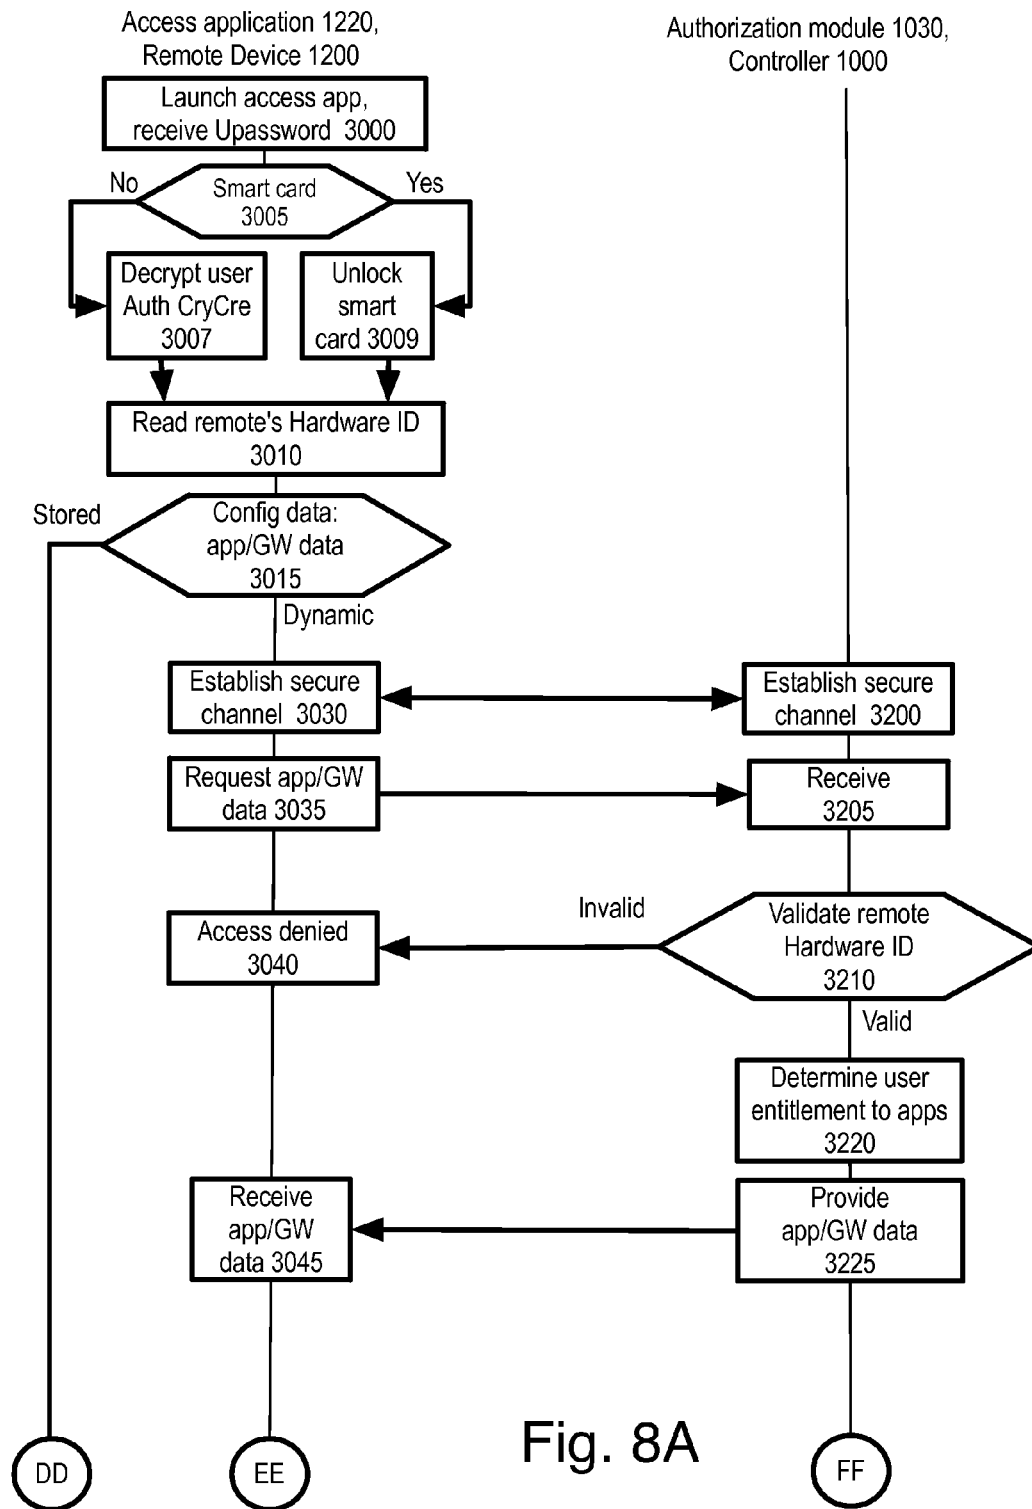 Access application 1220,
Remote Device 1200
Authorization module 1030,
Controller 1000
Launch access app,
receive Upassword 3000
No
Smart card
3005
Yes
Decrypt user
Auth CryCre
3007
Unlock
smart
card 3009
Read remote's Hardware ID
3010
Stored
Config data:
app/GW data
3015
Dynamic
Establish secure
channel 3030
Establish secure
channel 3200
Request app/GW
data 3035
Receive
3205
Access denied
3040
Invalid
Validate remote
Hardware ID
3210
Valid
Determine user
entitlement to apps
3220
Receive
app/GW
data 3045
Provide
app/GW data
3225
DD
EE
Fig. 8A
FF